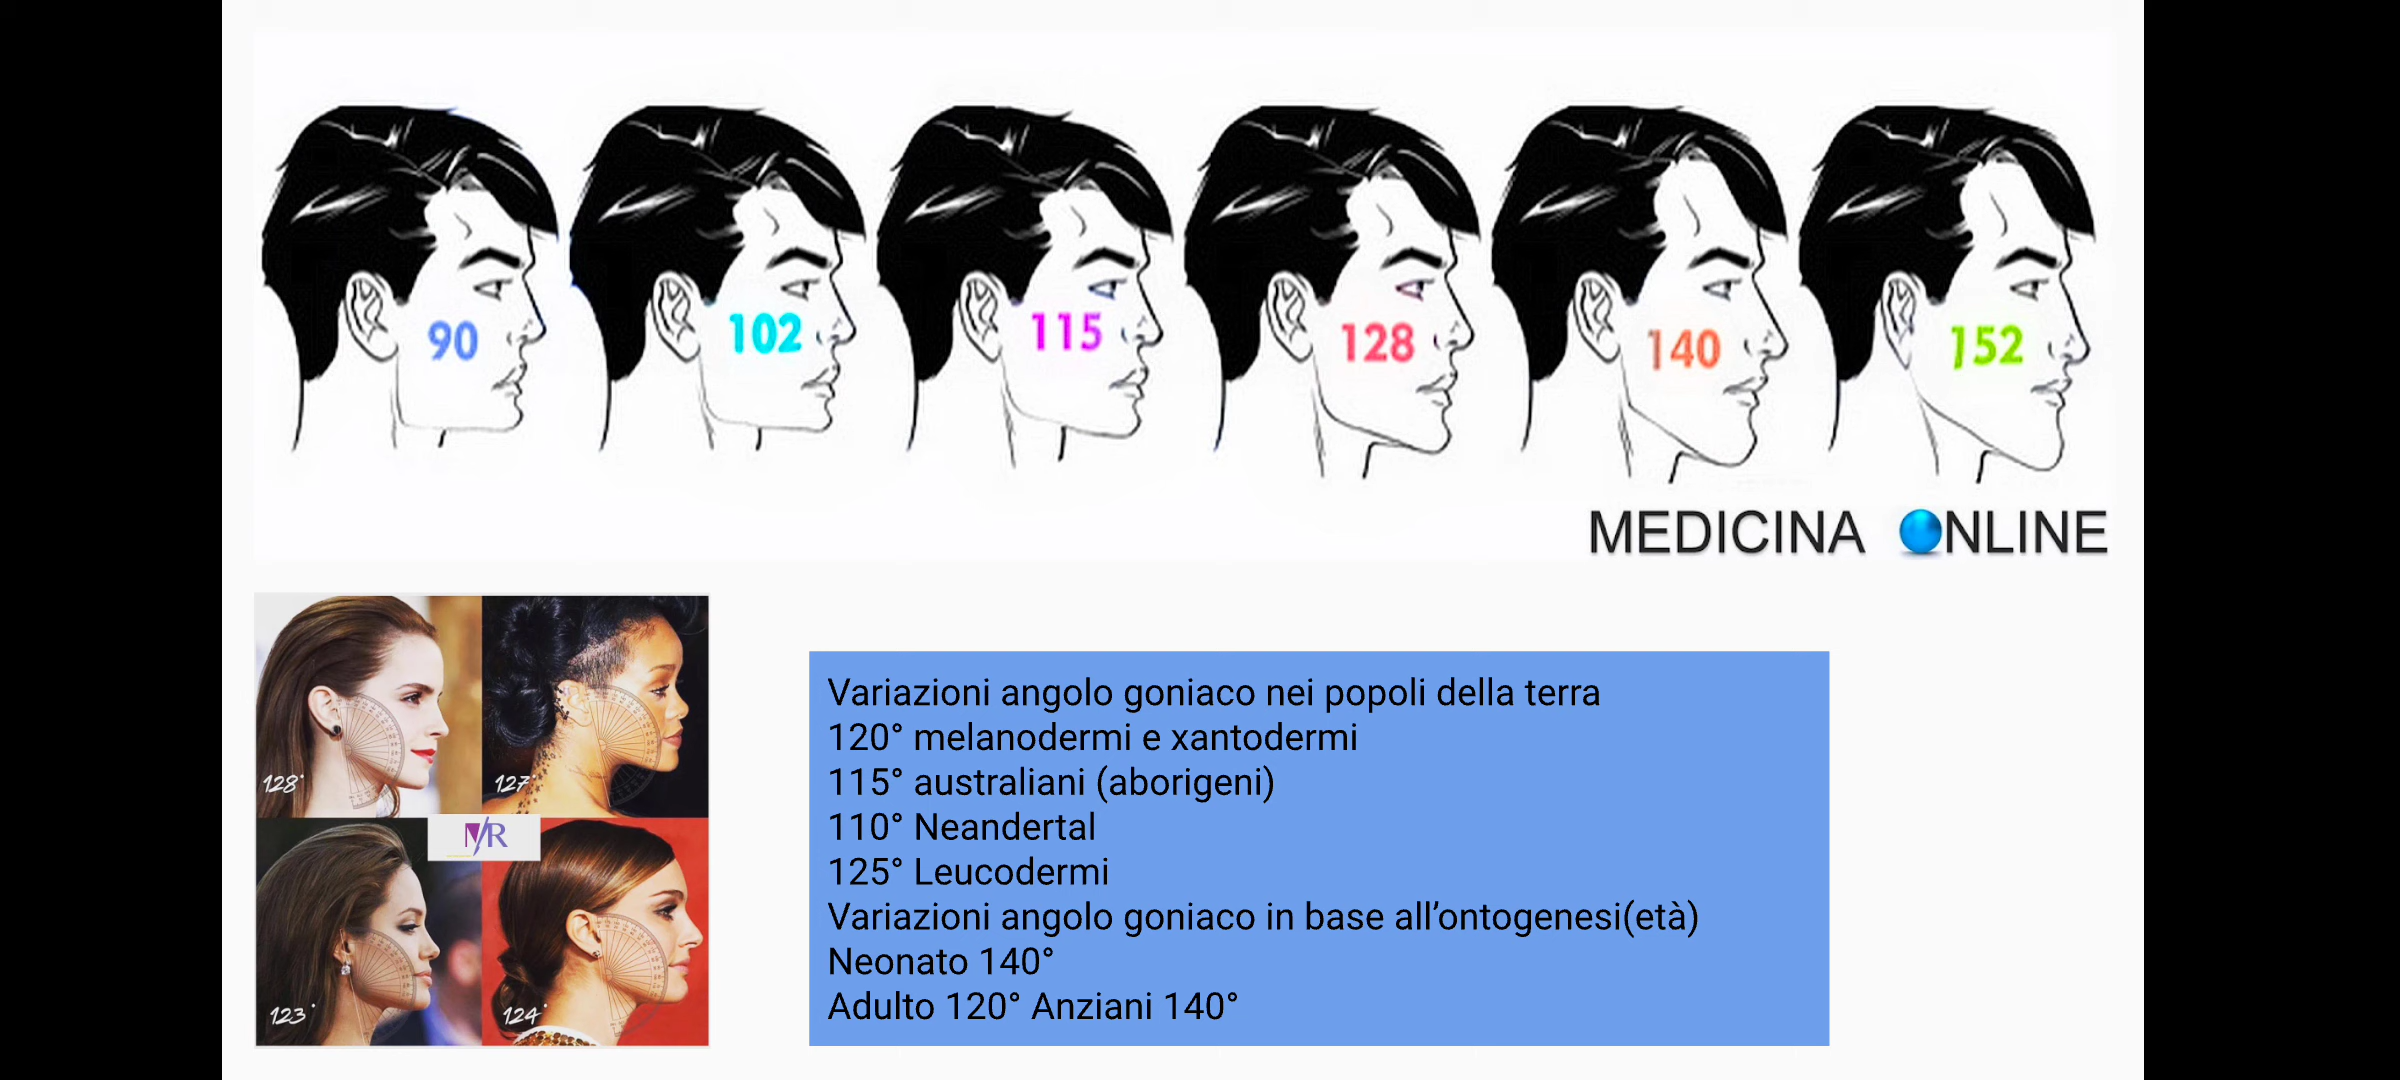 90 102 115 128 140 152
MEDICINA ONLINE
128° 127°
NR
123° 124°
Variazioni angolo goniaco nei popoli della terra
120° melanodermi e xantodermi
115° australiani (aborigeni)
110° Neandertal
125° Leucodermi
Variazioni angolo goniaco in base all’ontogenesi(età)
Neonato 140°
Adulto 120° Anziani 140°